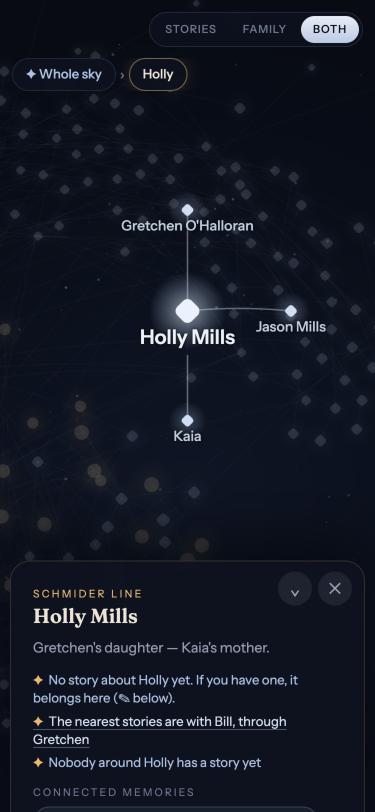 STORIES FAMILY BOTH
✦ Whole sky › Holly
Gretchen O'Halloran
Holly Mills
Jason Mills
Kaia
SCHMIDER LINE
Holly Mills
Gretchen's daughter — Kaia's mother.
✦ No story about Holly yet. If you have one, it
belongs here (✎ below).
✦ The nearest stories are with Bill, through
Gretchen
✦ Nobody around Holly has a story yet
CONNECTED MEMORIES